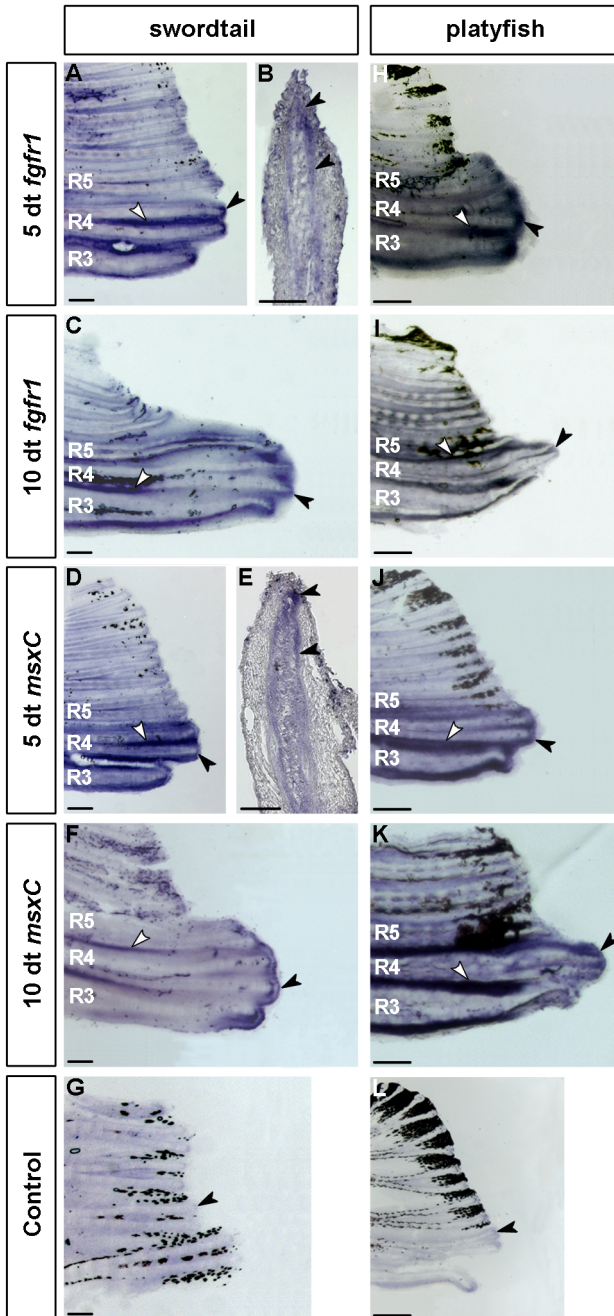 swordtail platyfish
5 dt fgfr1
A B H
R5 R5
R4 R4
R3 R3
10 dt fgfr1
C I
R5 R5
R4 R4
R3 R3
5 dt msxC
D E J
R5 R5
R4 R4
R3 R3
10 dt msxC
F K
R5 R5
R4 R4
R3 R3
Control
G L